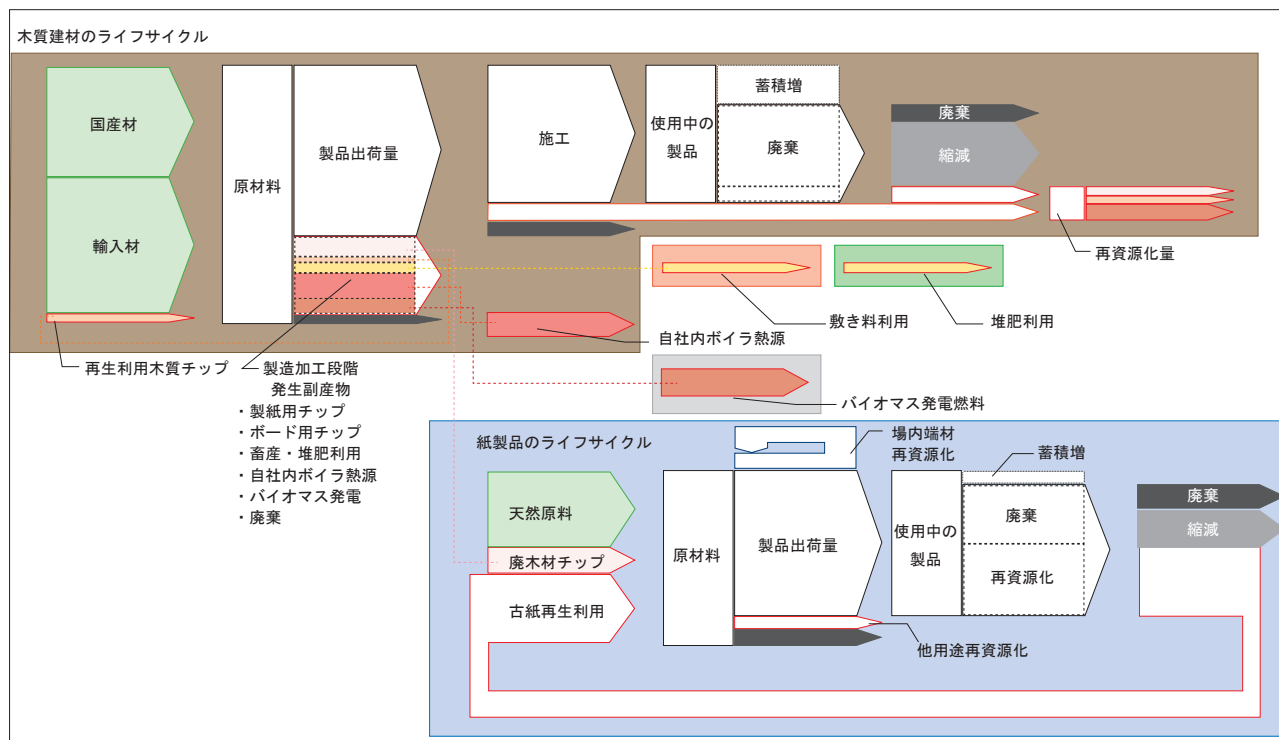 木質建材のライフサイクル
国産材
輸入材
再生利用木質チップ
原材料
製品出荷量
製造加工段階
発生副産物
・製紙用チップ
・ボード用チップ
・畜産・堆肥利用
・自社内ボイラ熱源
・バイオマス発電
・廃棄
施工
使用中の
製品
蓄積増
廃棄
廃棄
縮減
再資源化量
敷き料利用
堆肥利用
自社内ボイラ熱源
バイオマス発電燃料
紙製品のライフサイクル
天然原料
廃木材チップ
古紙再生利用
原材料
場内端材
再資源化
製品出荷量
他用途再資源化
使用中の
製品
蓄積増
廃棄
再資源化
廃棄
縮減